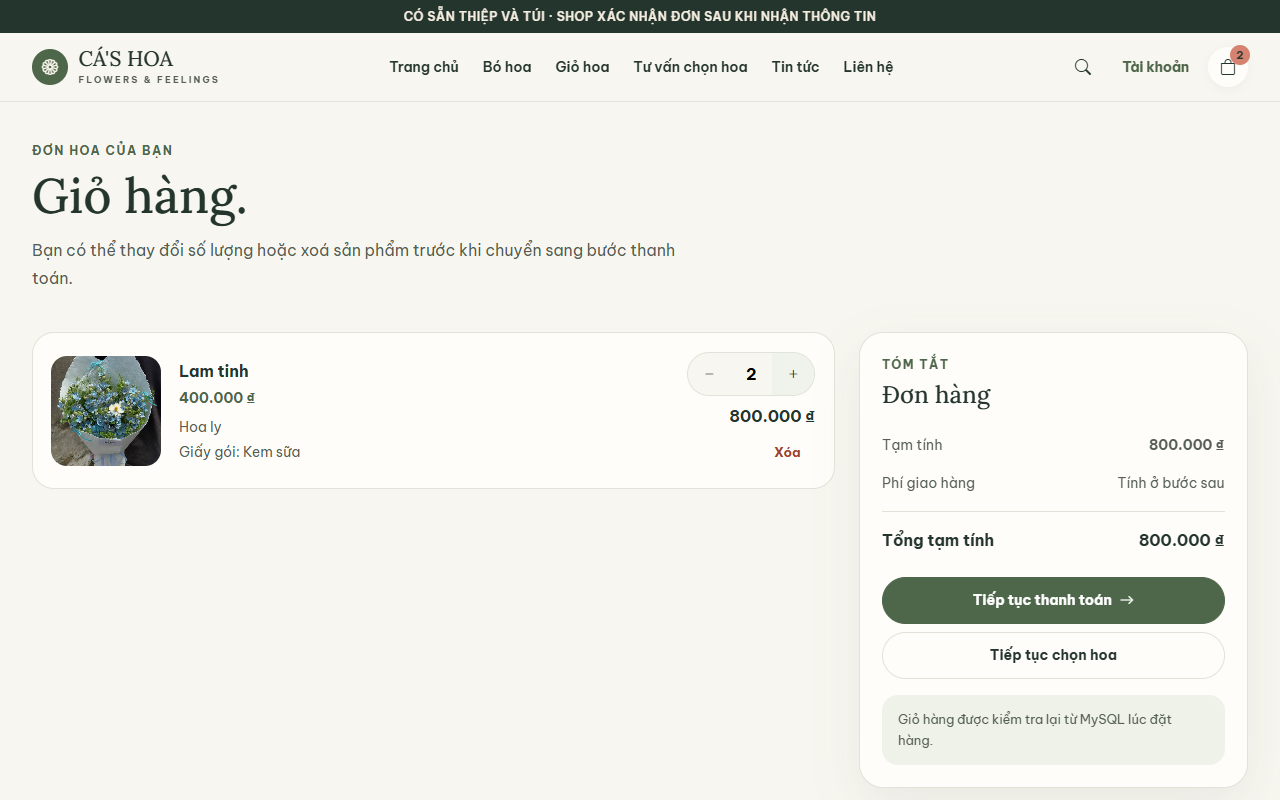 CÓ SẴN THIỆP VÀ TÚI · SHOP XÁC NHẬN ĐƠN SAU KHI NHẬN THÔNG TIN
CÁ'S HOA
FLOWERS & FEELINGS
Trang chủ
Bó hoa
Giỏ hoa
Tư vấn chọn hoa
Tin tức
Liên hệ
Tài khoản
2
ĐƠN HOA CỦA BẠN
Giỏ hàng.
Bạn có thể thay đổi số lượng hoặc xoá sản phẩm trước khi chuyển sang bước thanh
toán.
Lam tinh
400.000 ₫
Hoa ly
Giấy gói: Kem sữa
− 2 +
800.000 ₫
Xóa
TÓM TẮT
Đơn hàng
Tạm tính 800.000 ₫
Phí giao hàng Tính ở bước sau
Tổng tạm tính 800.000 ₫
Tiếp tục thanh toán →
Tiếp tục chọn hoa
Giỏ hàng được kiểm tra lại từ MySQL lúc đặt
hàng.